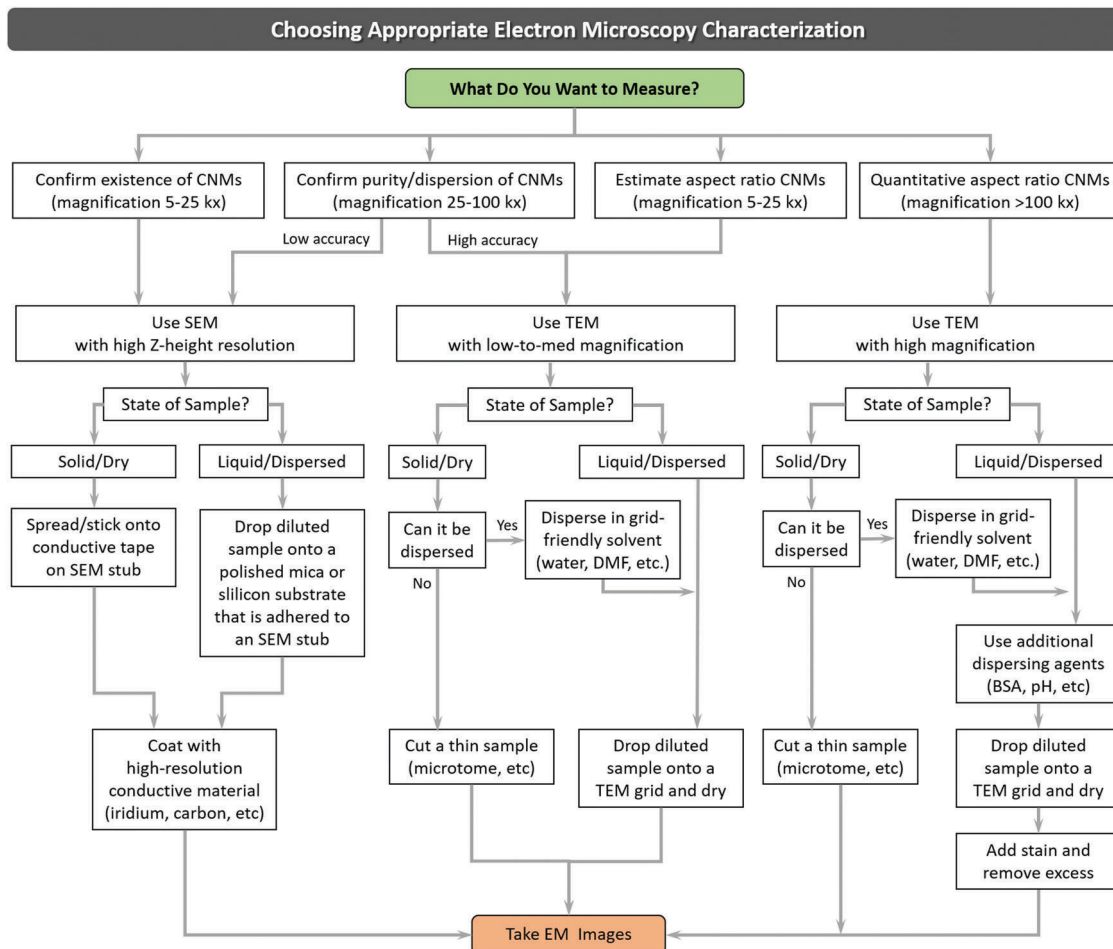 Choosing Appropriate Electron Microscopy Characterization
What Do You Want to Measure?
Confirm existence of CNMs
(magnification 5-25 kx)
Confirm purity/dispersion of CNMs
(magnification 25-100 kx)
Estimate aspect ratio CNMs
(magnification 5-25 kx)
Quantitative aspect ratio CNMs
(magnification >100 kx)
Low accuracy
High accuracy
Use SEM
with high Z-height resolution
Use TEM
with low-to-med magnification
Use TEM
with high magnification
State of Sample?
State of Sample?
State of Sample?
Solid/Dry
Liquid/Dispersed
Solid/Dry
Liquid/Dispersed
Solid/Dry
Liquid/Dispersed
Spread/stick onto
conductive tape
on SEM stub
Drop diluted
sample onto a
polished mica or
slilicon substrate
that is adhered to
an SEM stub
Can it be
dispersed
Yes
No
Disperse in grid-
friendly solvent
(water, DMF, etc.)
Can it be
dispersed
Yes
No
Disperse in grid-
friendly solvent
(water, DMF, etc.)
Use additional
dispersing agents
(BSA, pH, etc)
Coat with
high-resolution
conductive material
(iridium, carbon, etc)
Cut a thin sample
(microtome, etc)
Drop diluted
sample onto a
TEM grid and dry
Cut a thin sample
(microtome, etc)
Drop diluted
sample onto a
TEM grid and dry
Add stain and
remove excess
Take EM Images